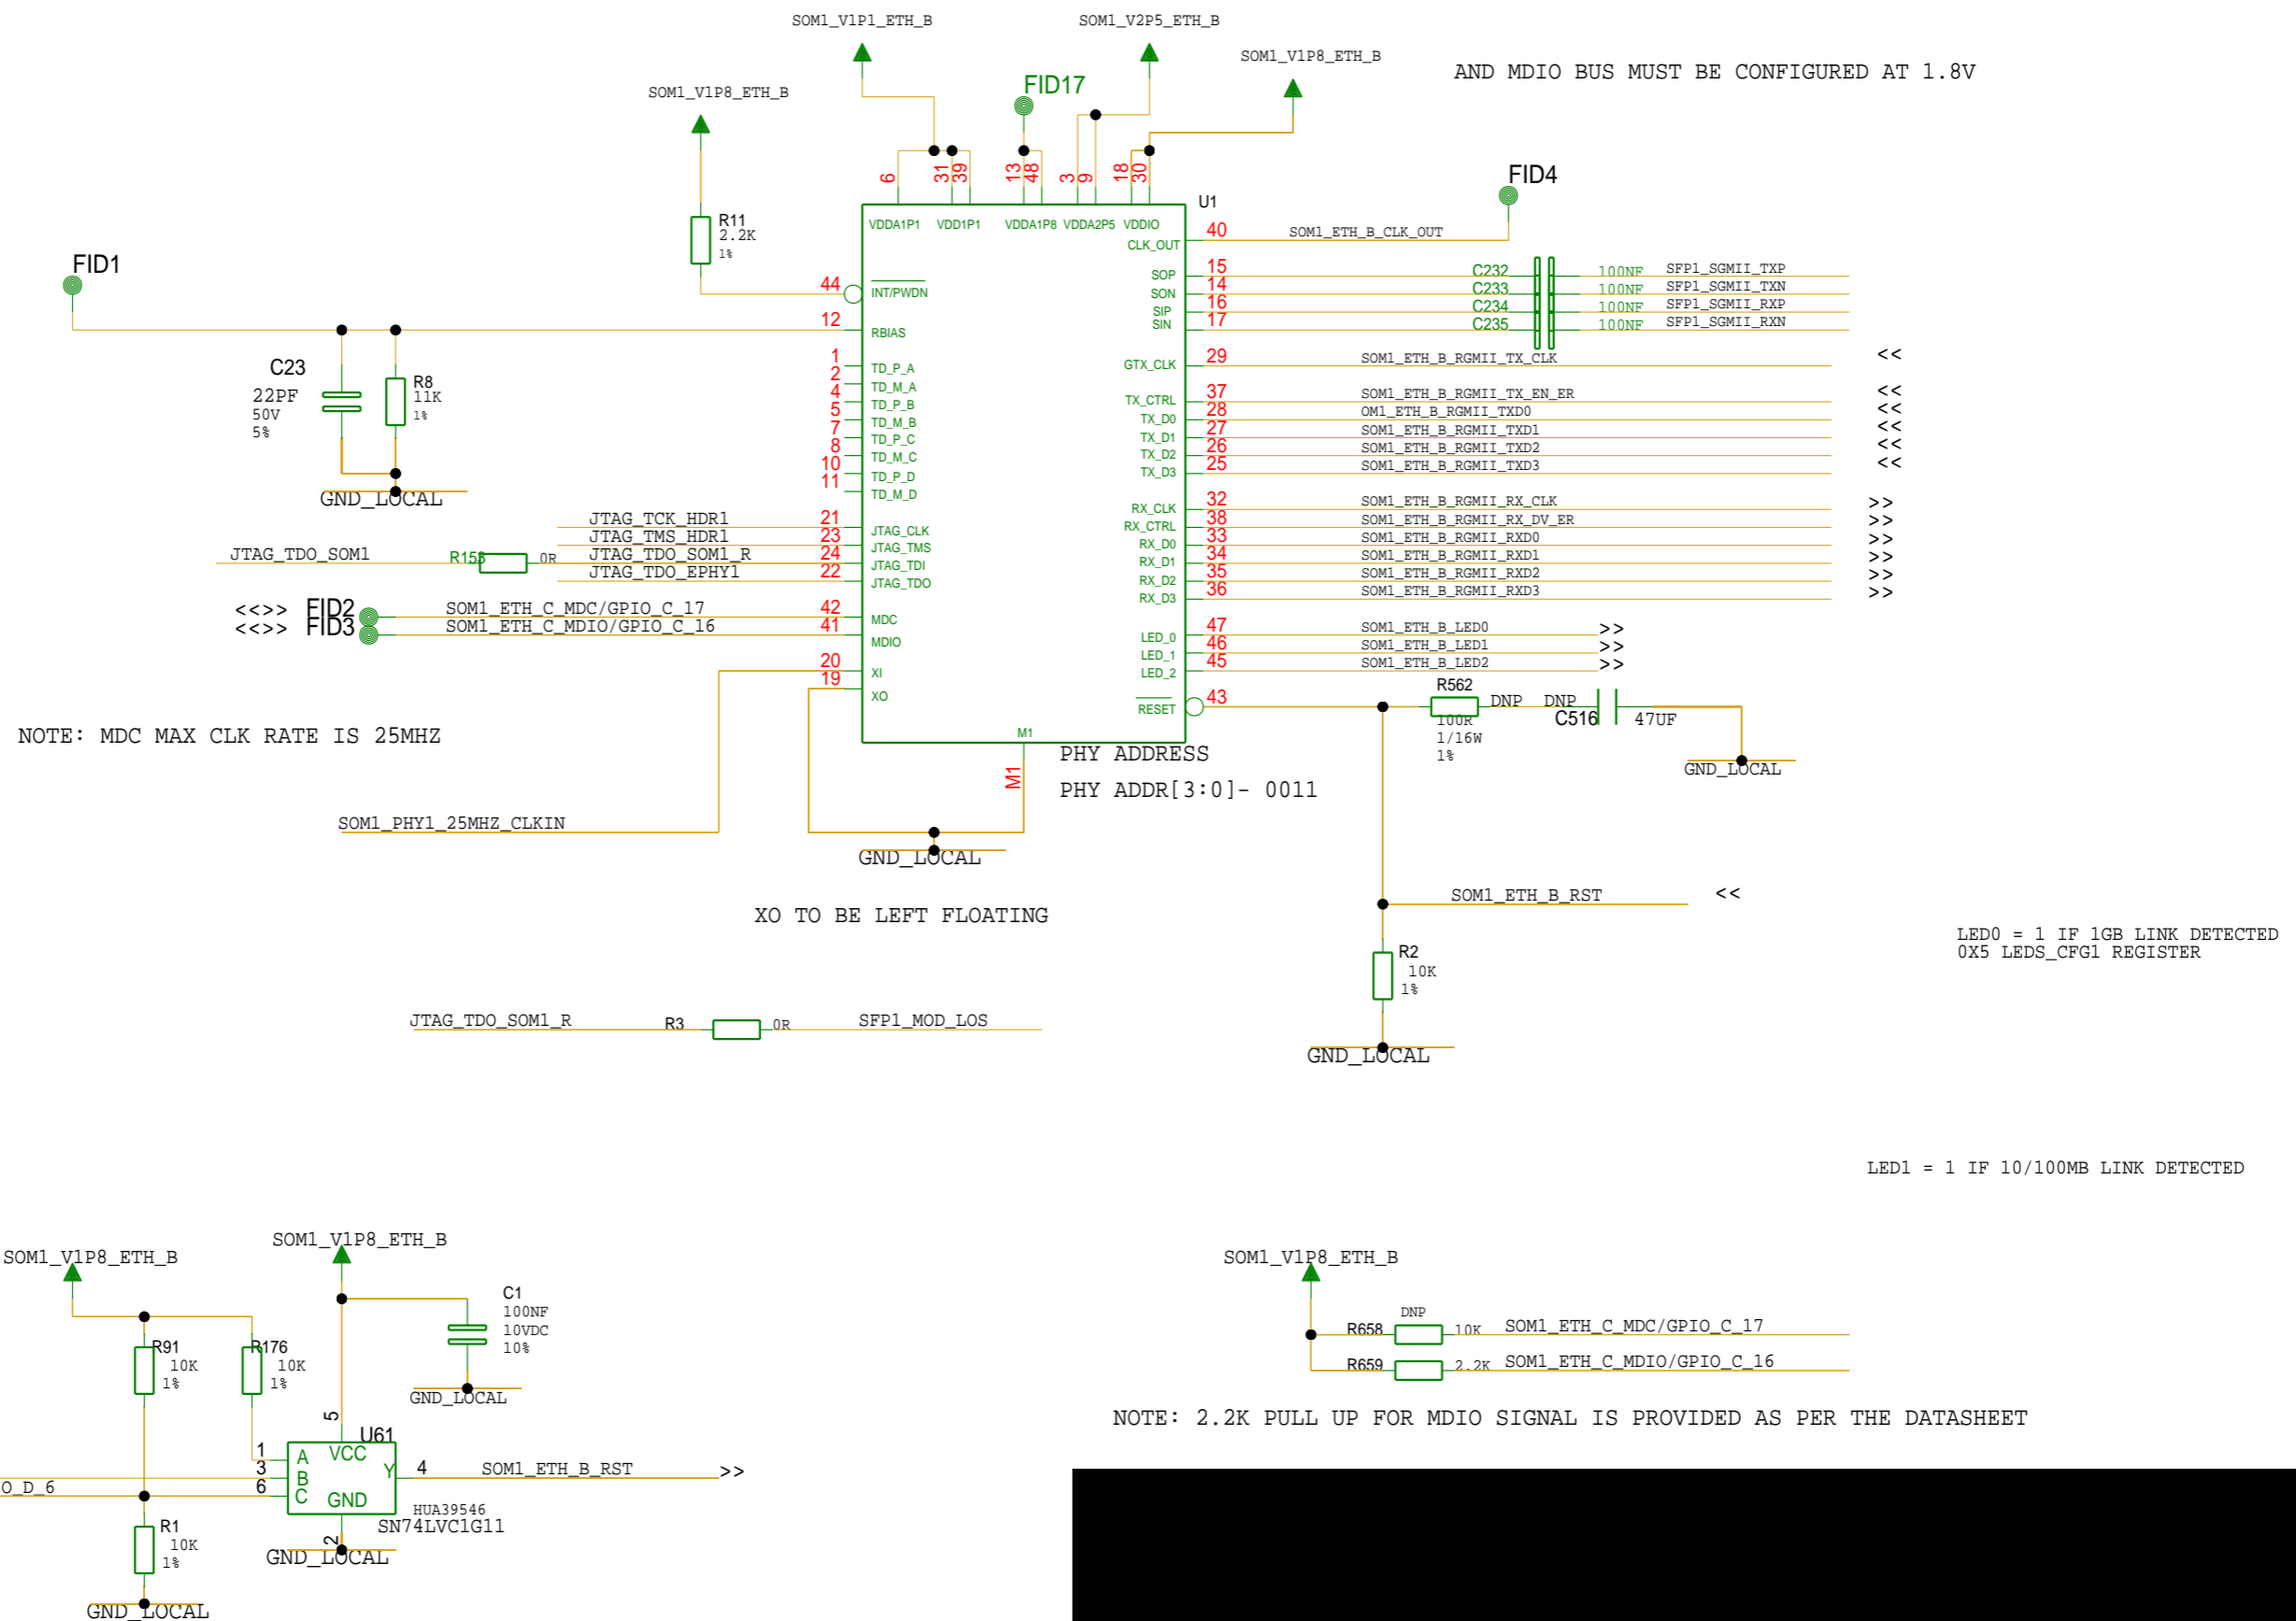 SOM1_V1P1_ETH_B
SOM1_V2P5_ETH_B
SOM1_V1P8_ETH_B
AND MDIO BUS MUST BE CONFIGURED AT 1.8V
SOM1_V1P8_ETH_B
FID17
6
31
39
13
48
3
9
18
30
FID4
U1
R11
2.2K
1%
VDDA1P1
VDD1P1
VDDA1P8
VDDA2P5
VDDIO
CLK_OUT
40
SOM1_ETH_B_CLK_OUT
FID1
44
INT/PWDN
12
RBIAS
SOP
15
C232
100NF
SFP1_SGMII_TXP
SON
14
C233
100NF
SFP1_SGMII_TXN
SIP
16
C234
100NF
SFP1_SGMII_RXP
SIN
17
C235
100NF
SFP1_SGMII_RXN
C23
22PF
50V
5%
R8
11K
1%
GND_LOCAL
1
TD_P_A
2
TD_M_A
4
TD_P_B
5
TD_M_B
7
TD_P_C
8
TD_M_C
10
TD_P_D
11
TD_M_D
GTX_CLK
29
SOM1_ETH_B_RGMII_TX_CLK
<<
TX_CTRL
37
SOM1_ETH_B_RGMII_TX_EN_ER
<<
TX_D0
28
OM1_ETH_B_RGMII_TXD0
<<
TX_D1
27
SOM1_ETH_B_RGMII_TXD1
<<
TX_D2
26
SOM1_ETH_B_RGMII_TXD2
<<
TX_D3
25
SOM1_ETH_B_RGMII_TXD3
<<
RX_CLK
32
SOM1_ETH_B_RGMII_RX_CLK
>>
RX_CTRL
38
SOM1_ETH_B_RGMII_RX_DV_ER
>>
RX_D0
33
SOM1_ETH_B_RGMII_RXD0
>>
RX_D1
34
SOM1_ETH_B_RGMII_RXD1
>>
RX_D2
35
SOM1_ETH_B_RGMII_RXD2
>>
RX_D3
36
SOM1_ETH_B_RGMII_RXD3
>>
JTAG_TCK_HDR1
21
JTAG_CLK
JTAG_TMS_HDR1
23
JTAG_TMS
JTAG_TDO_SOM1
R153
0R
JTAG_TDO_SOM1_R
24
JTAG_TDI
JTAG_TDO_EPHY1
22
JTAG_TDO
<<>>
FID2
SOM1_ETH_C_MDC/GPIO_C_17
42
MDC
<<>>
FID3
SOM1_ETH_C_MDIO/GPIO_C_16
41
MDIO
LED_0
47
SOM1_ETH_B_LED0
>>
LED_1
46
SOM1_ETH_B_LED1
>>
LED_2
45
SOM1_ETH_B_LED2
>>
20
XI
19
XO
RESET
43
R562
100R
1/16W
1%
DNP
DNP
C516
47UF
GND_LOCAL
NOTE: MDC MAX CLK RATE IS 25MHZ
M1
M1
PHY ADDRESS
PHY ADDR[3:0]- 0011
SOM1_PHY1_25MHZ_CLKIN
GND_LOCAL
XO TO BE LEFT FLOATING
SOM1_ETH_B_RST
<<
LED0 = 1 IF 1GB LINK DETECTED
0X5 LEDS_CFG1 REGISTER
R2
10K
1%
GND_LOCAL
JTAG_TDO_SOM1_R
R3
0R
SFP1_MOD_LOS
LED1 = 1 IF 10/100MB LINK DETECTED
SOM1_V1P8_ETH_B
SOM1_V1P8_ETH_B
C1
100NF
10VDC
10%
GND_LOCAL
R91
10K
1%
R176
10K
1%
5
U61
1
A
VCC
3
B
Y
4
SOM1_ETH_B_RST
>>
O_D_6
6
C
GND
HUA39546
SN74LVC1G11
2
GND_LOCAL
R1
10K
1%
GND_LOCAL
SOM1_V1P8_ETH_B
DNP
R658
10K
SOM1_ETH_C_MDC/GPIO_C_17
R659
2.2K
SOM1_ETH_C_MDIO/GPIO_C_16
NOTE: 2.2K PULL UP FOR MDIO SIGNAL IS PROVIDED AS PER THE DATASHEET